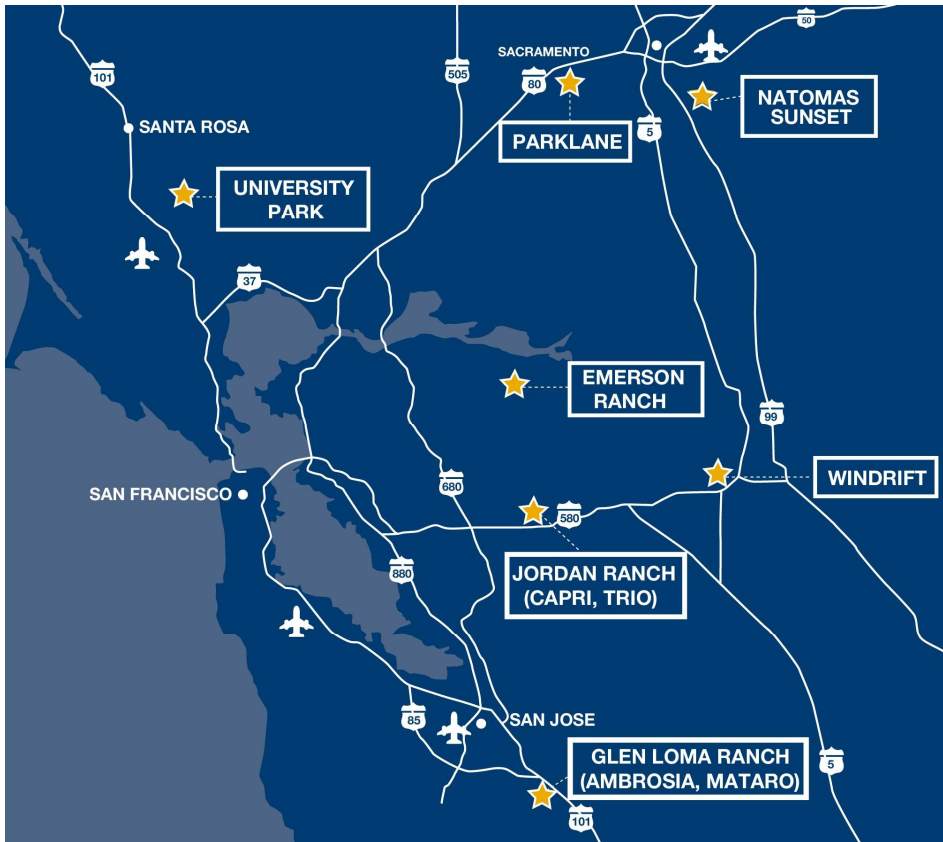 50
SACRAMENTO
101
505
80
NATOMAS
SUNSET
SANTA ROSA
5
PARKLANE
UNIVERSITY
PARK
37
EMERSON
RANCH
99
WINDRIFT
680
SAN FRANCISCO
580
JORDAN RANCH
(CAPRI, TRIO)
880
85
SAN JOSE
GLEN LOMA RANCH
(AMBROSIA, MATARO)
5
101